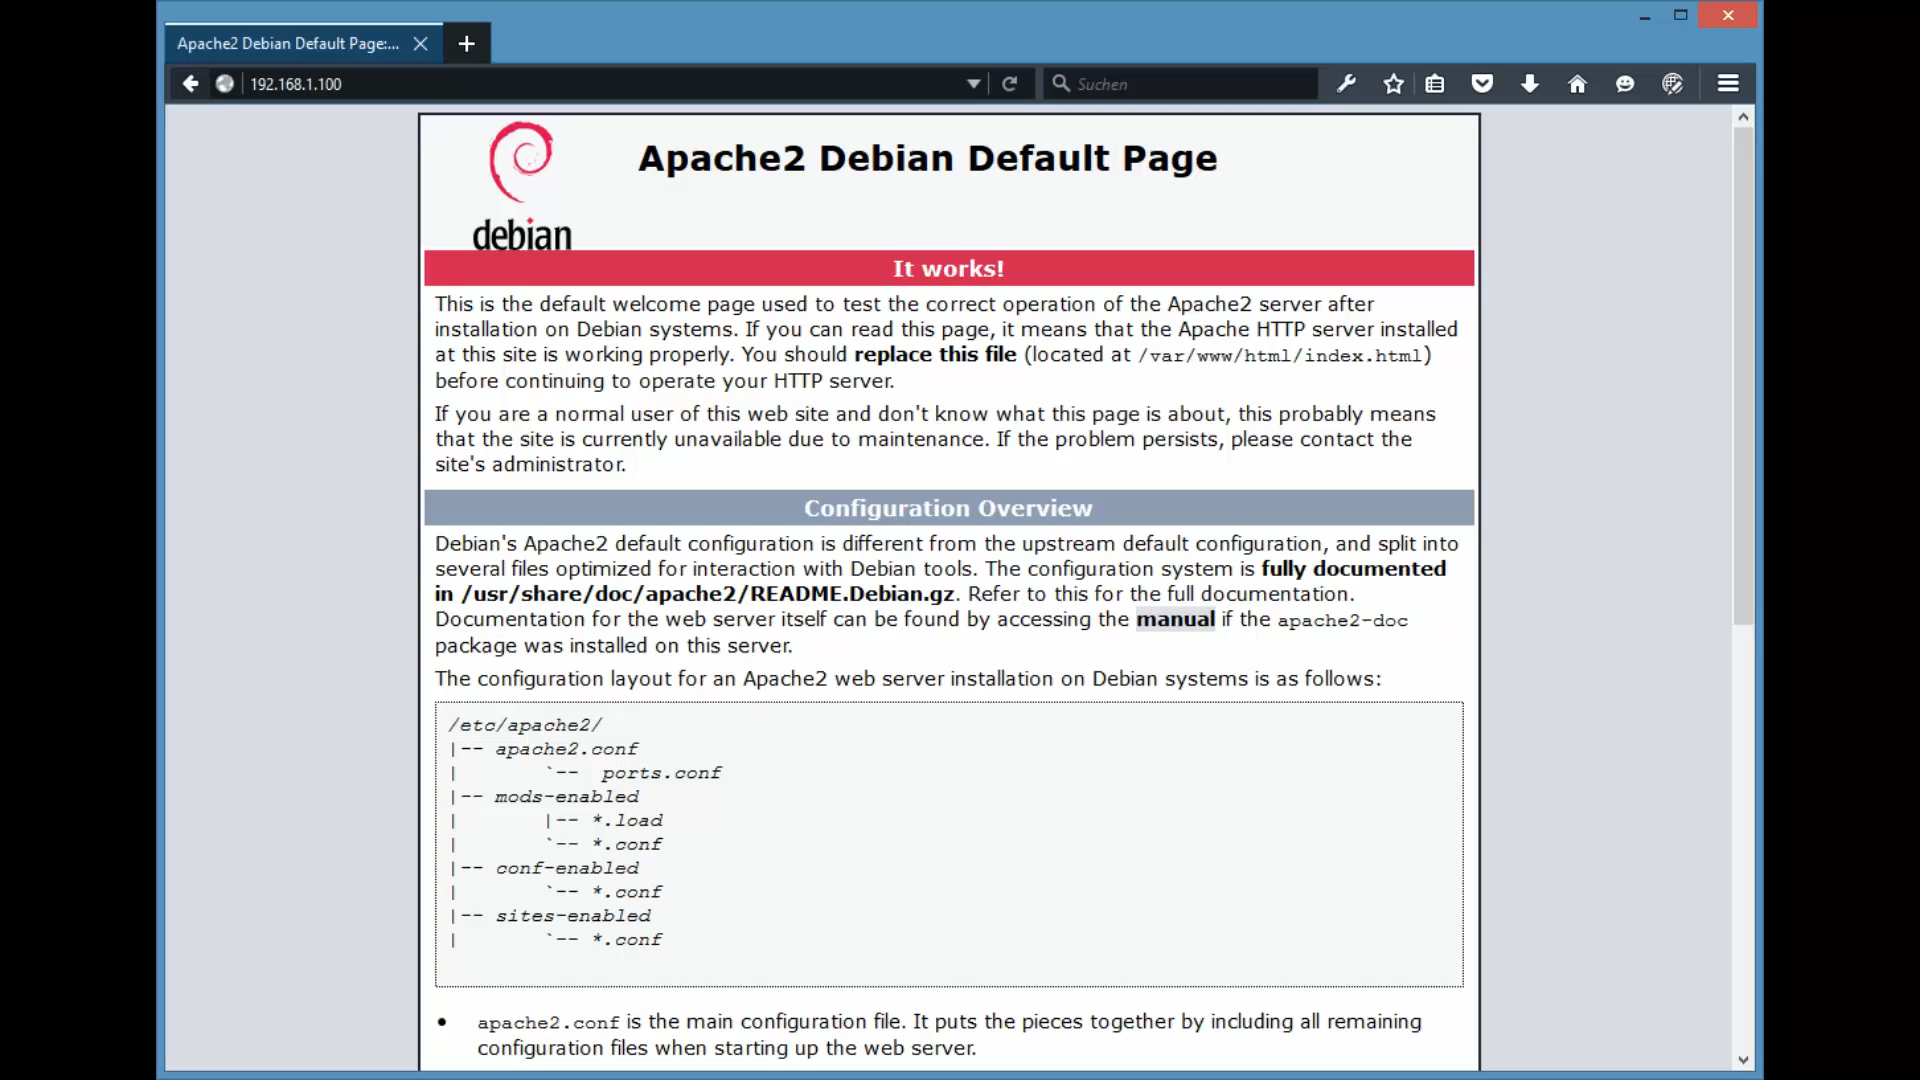 Apache2 Debian Default Page:...
192.168.1.100
Suchen
debian
Apache2 Debian Default Page
It works!
This is the default welcome page used to test the correct operation of the Apache2 server after
installation on Debian systems. If you can read this page, it means that the Apache HTTP server installed
at this site is working properly. You should replace this file (located at /var/www/html/index.html)
before continuing to operate your HTTP server.
If you are a normal user of this web site and don't know what this page is about, this probably means
that the site is currently unavailable due to maintenance. If the problem persists, please contact the
site's administrator.
Configuration Overview
Debian's Apache2 default configuration is different from the upstream default configuration, and split into
several files optimized for interaction with Debian tools. The configuration system is fully documented
in /usr/share/doc/apache2/README.Debian.gz. Refer to this for the full documentation.
Documentation for the web server itself can be found by accessing the manual if the apache2-doc
package was installed on this server.
The configuration layout for an Apache2 web server installation on Debian systems is as follows:
/etc/apache2/
|-- apache2.conf
|       `--  ports.conf
|-- mods-enabled
|       |-- *.load
|       `-- *.conf
|-- conf-enabled
|       `-- *.conf
|-- sites-enabled
|       `-- *.conf
• apache2.conf is the main configuration file. It puts the pieces together by including all remaining
configuration files when starting up the web server.